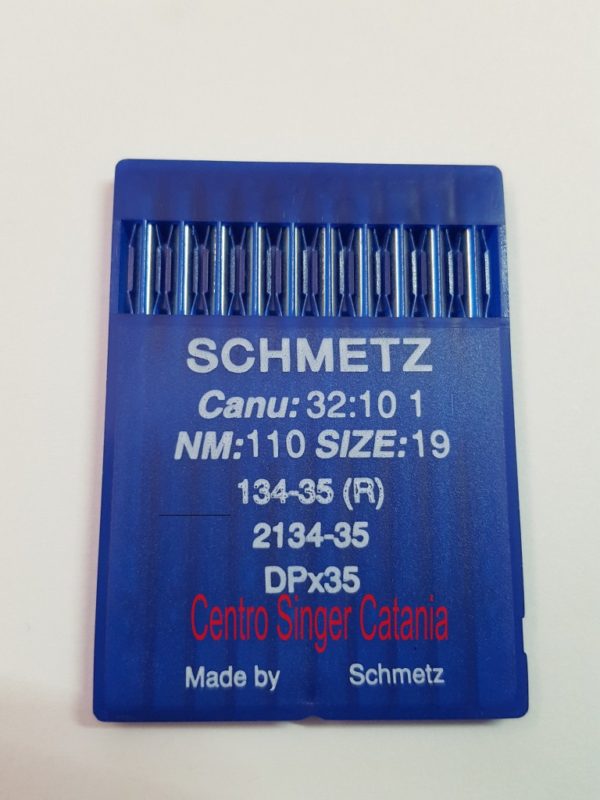 SCHMETZ
Canu: 32:10 1
NM:110 SIZE:19
134-35 (R)
2134-35
DPx35
Centro Singer Catania
Made by Schmetz